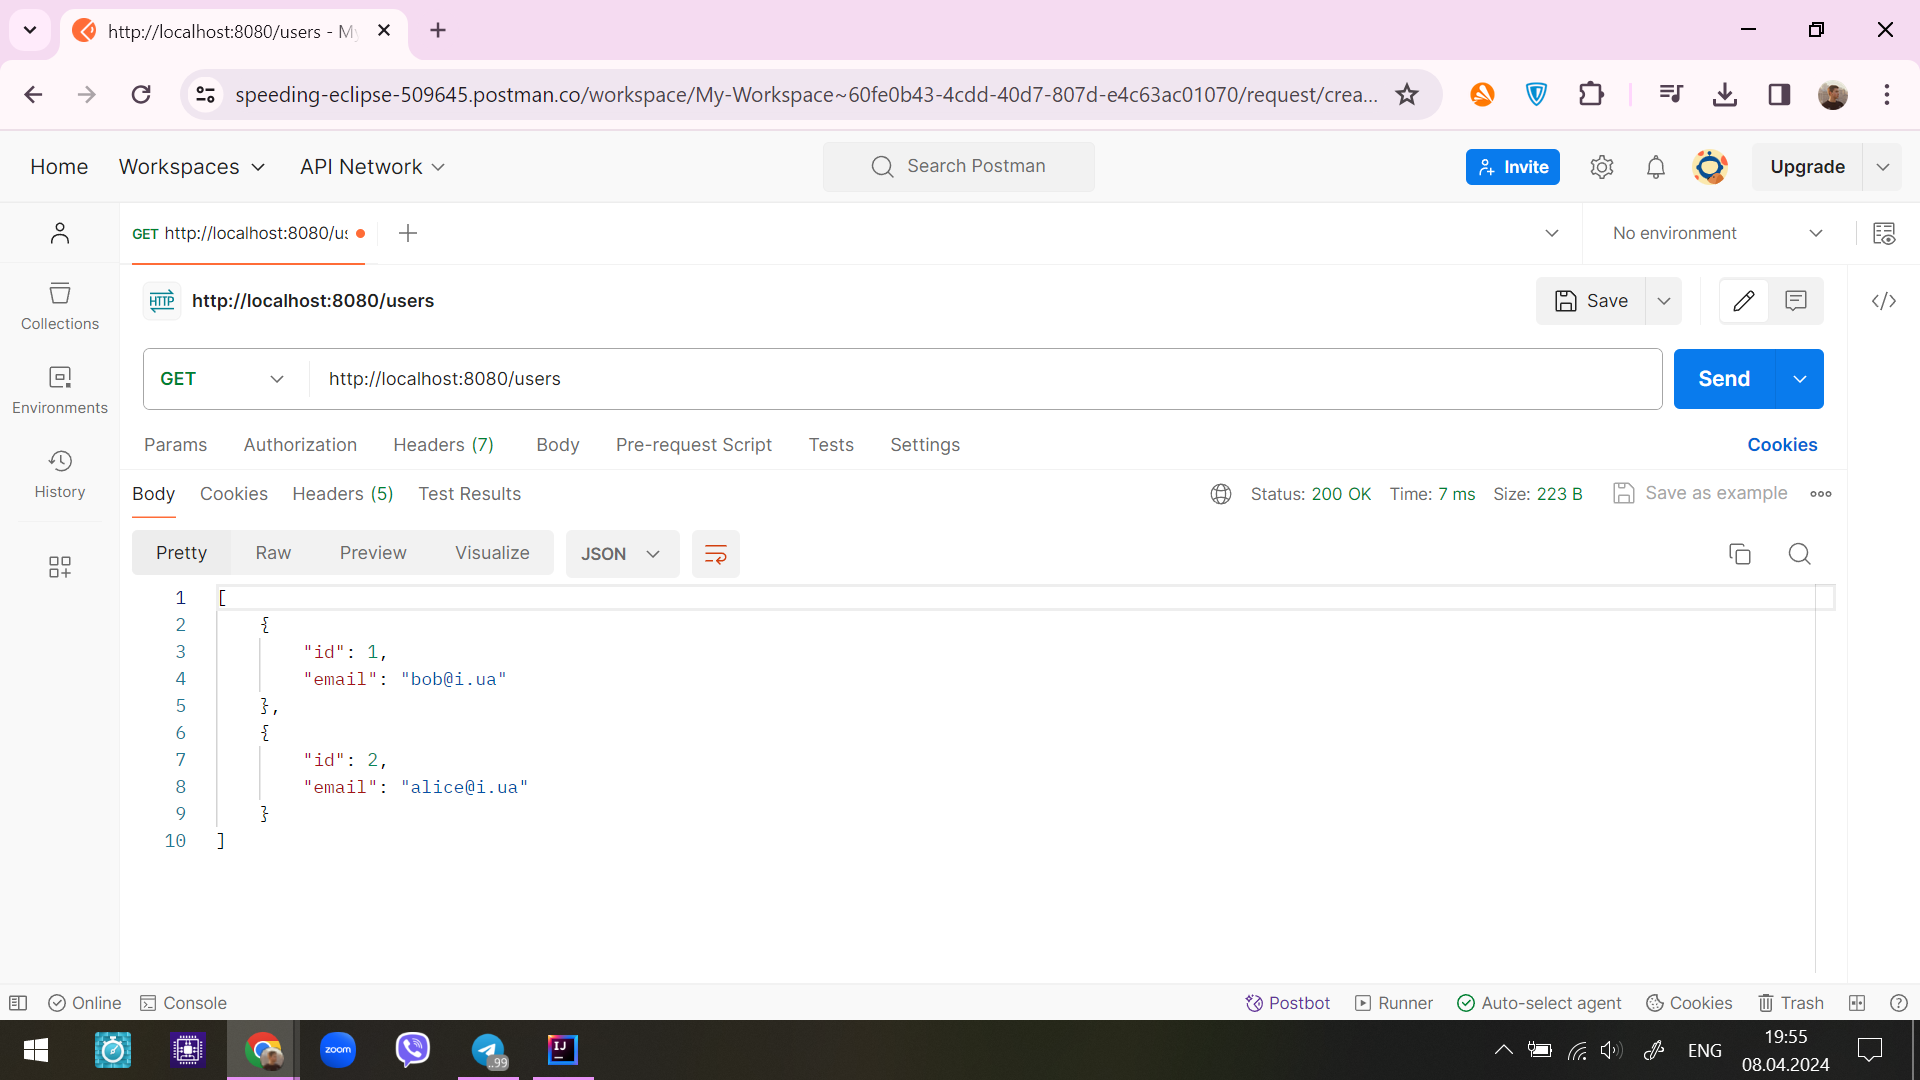 http://localhost:8080/users - My
speeding-eclipse-509645.postman.co/workspace/My-Workspace~60fe0b43-4cdd-40d7-807d-e4c63ac01070/request/crea...
Home Workspaces API Network Search Postman Invite Upgrade
GET http://localhost:8080/us No environment
HTTP http://localhost:8080/users Save
Collections
GET http://localhost:8080/users Send
Environments
Params Authorization Headers (7) Body Pre-request Script Tests Settings Cookies
History
Body Cookies Headers (5) Test Results Status: 200 OK Time: 7 ms Size: 223 B Save as example
Pretty Raw Preview Visualize JSON
1 [
2 {
3 "id": 1,
4 "email": "bob@i.ua"
5 },
6 {
7 "id": 2,
8 "email": "alice@i.ua"
9 }
10 ]
Online Console Postbot Runner Auto-select agent Cookies Trash
zoom ..99 IJ ENG 19:55
08.04.2024